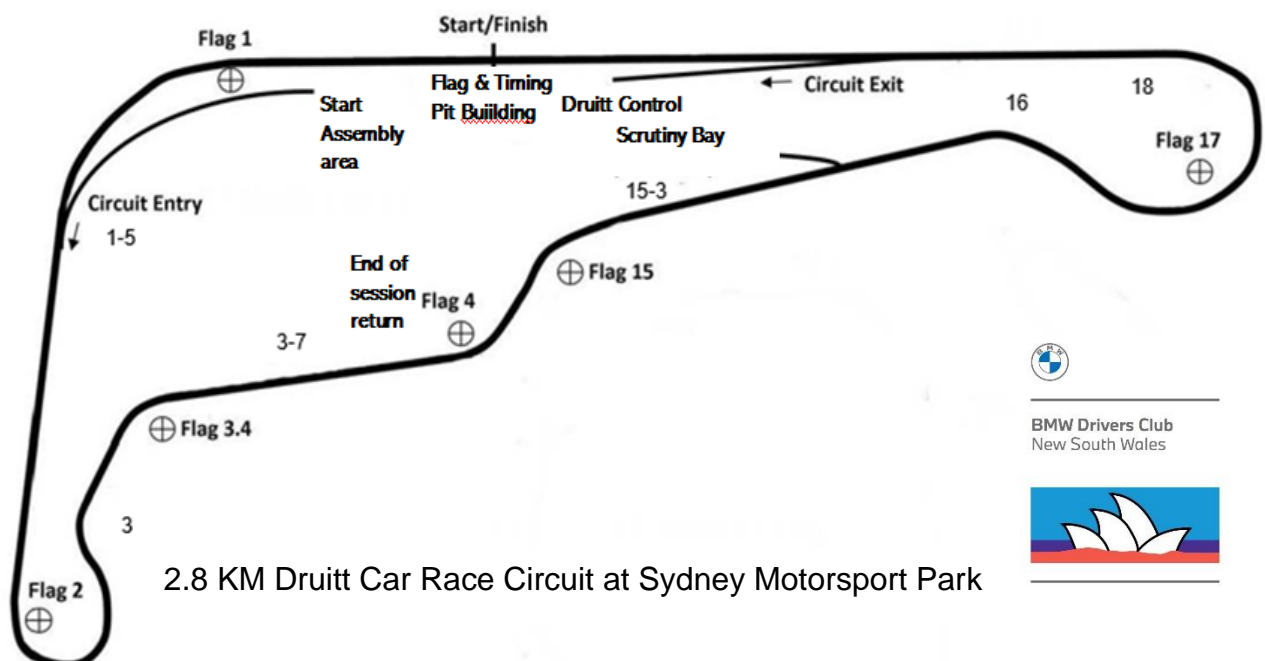 Start/Finish
Flag 1
Flag & Timing
Pit Buiilding
Druitt Control
Scrutiny Bay
Circuit Exit
16
18
Flag 17
Start
Assembly
area
Circuit Entry
1-5
15-3
End of
session
return
Flag 4
Flag 15
3-7
Flag 3.4
3
Flag 2
BMW
BMW Drivers Club
New South Wales
2.8 KM Druitt Car Race Circuit at Sydney Motorsport Park